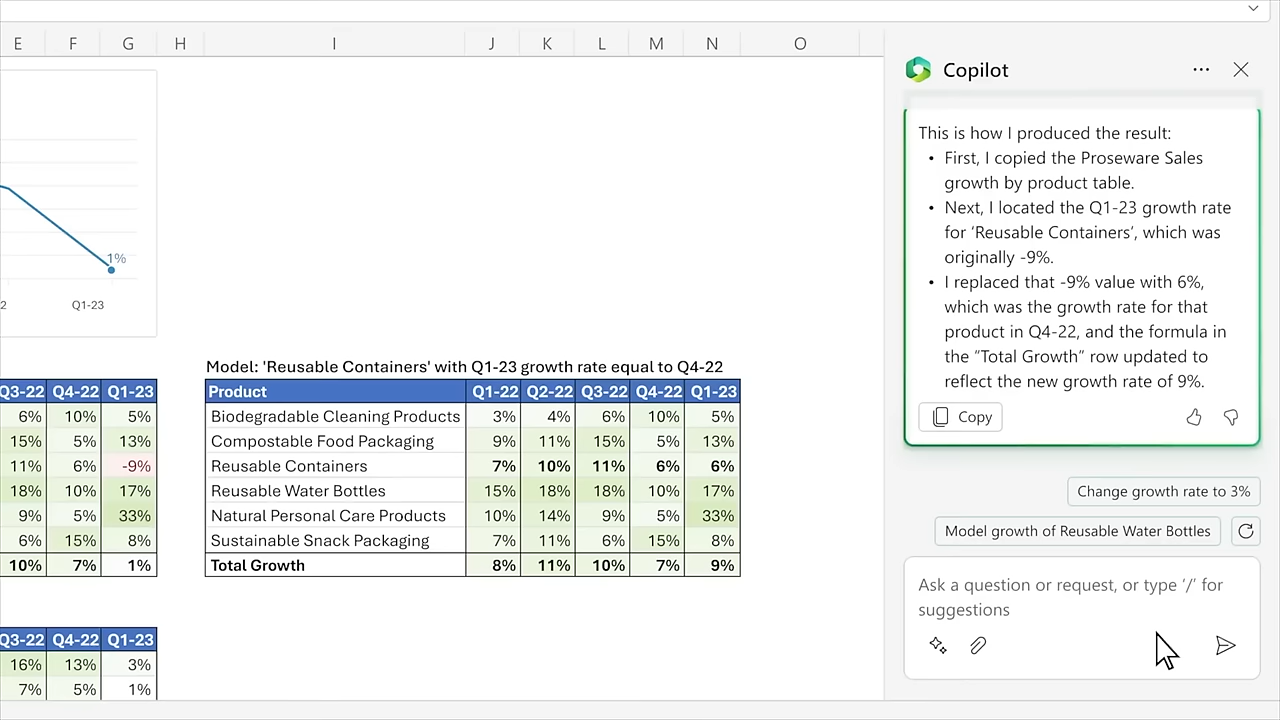 E F G H I J K L M N O
Copilot
This is how I produced the result:
• First, I copied the Proseware Sales
growth by product table.
• Next, I located the Q1-23 growth rate
for ‘Reusable Containers’, which was
originally -9%.
• I replaced that -9% value with 6%,
which was the growth rate for that
product in Q4-22, and the formula in
the “Total Growth” row updated to
reflect the new growth rate of 9%.
Copy
Change growth rate to 3%
Model growth of Reusable Water Bottles
Ask a question or request, or type ‘/’ for
suggestions
1%
2 Q1-23
Q3-22 Q4-22 Q1-23
6% 10% 5%
15% 5% 13%
11% 6% -9%
18% 10% 17%
9% 5% 33%
6% 15% 8%
10% 7% 1%
Model: 'Reusable Containers' with Q1-23 growth rate equal to Q4-22
Product Q1-22 Q2-22 Q3-22 Q4-22 Q1-23
Biodegradable Cleaning Products 3% 4% 6% 10% 5%
Compostable Food Packaging 9% 11% 15% 5% 13%
Reusable Containers 7% 10% 11% 6% 6%
Reusable Water Bottles 15% 18% 18% 10% 17%
Natural Personal Care Products 10% 14% 9% 5% 33%
Sustainable Snack Packaging 7% 11% 6% 15% 8%
Total Growth 8% 11% 10% 7% 9%
Q3-22 Q4-22 Q1-23
16% 13% 3%
7% 5% 1%